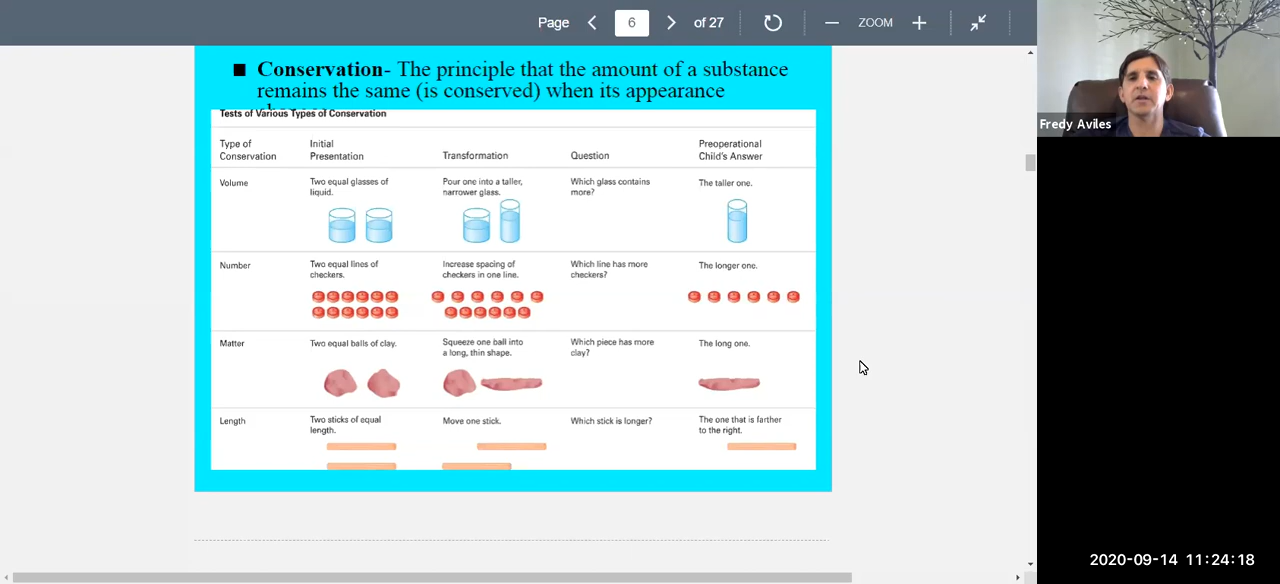 Page 6 of 27 ZOOM
■ Conservation- The principle that the amount of a substance
remains the same (is conserved) when its appearance
Tests of Various Types of Conservation
Type of Conservation Initial Presentation Transformation Question Preoperational Child's Answer
Volume
Two equal glasses of
liquid.
Pour one into a taller,
narrower glass.
Which glass contains
more?
The taller one.
Number
Two equal lines of
checkers.
Increase spacing of
checkers in one line.
Which line has more
checkers?
The longer one.
Matter
Two equal balls of clay.
Squeeze one ball into
a long, thin shape.
Which piece has more
clay?
The long one.
Length
Two sticks of equal
length.
Move one stick.
Which stick is longer?
The one that is farther
to the right.
Fredy Aviles
2020-09-14 11:24:18